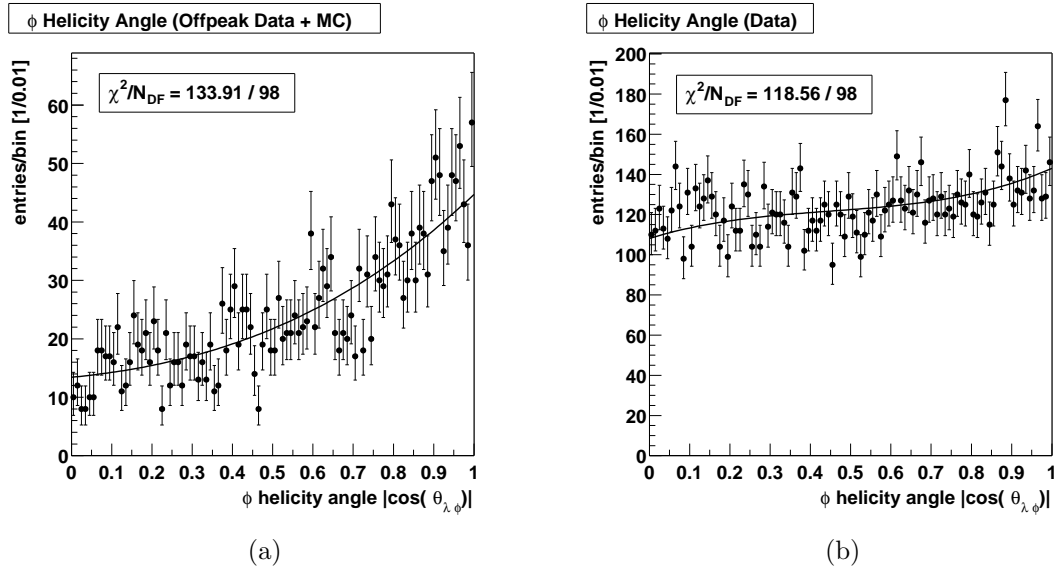 ϕ Helicity Angle (Offpeak Data + MC)
χ²/N_DF = 133.91 / 98
entries/bin [1/0.01]
60
50
40
30
20
10
0
0 0.1 0.2 0.3 0.4 0.5 0.6 0.7 0.8 0.9 1
ϕ helicity angle |cos( θ_λ ϕ)|
(a)
ϕ Helicity Angle (Data)
χ²/N_DF = 118.56 / 98
entries/bin [1/0.01]
200
180
160
140
120
100
80
60
40
20
0
0 0.1 0.2 0.3 0.4 0.5 0.6 0.7 0.8 0.9 1
ϕ helicity angle |cos( θ_λ ϕ)|
(b)